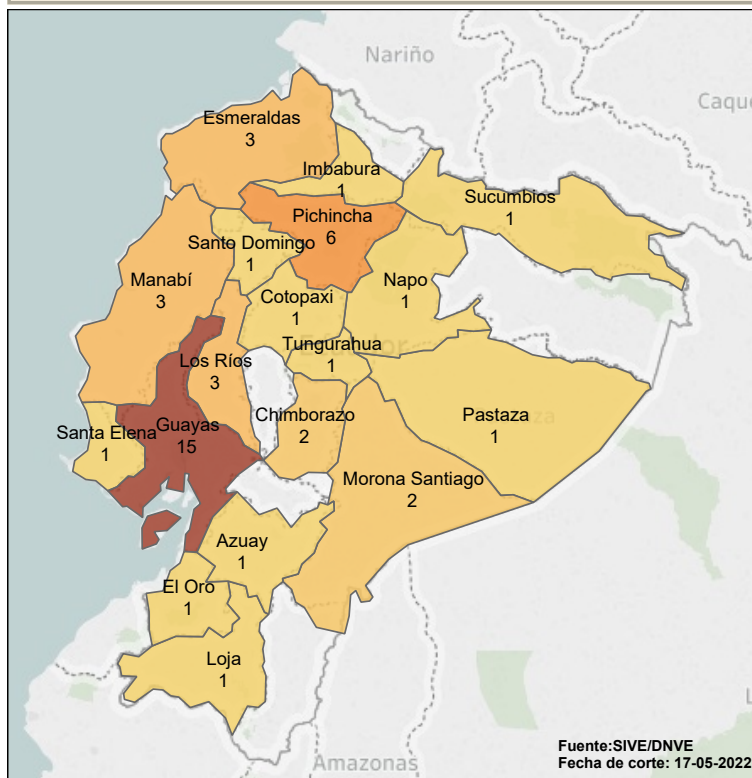 Nariño
Caque
Esmeraldas
3
Imbabura
1
Sucumbios
1
Pichincha
6
Santo Domingo
1
Manabí
3
Napo
1
Cotopaxi
1
Ecuador
Tungurahua
1
Los Ríos
3
Chimborazo
2
Pastaza
1
Santa Elena
1
Guayas
15
Morona Santiago
2
Azuay
1
El Oro
1
Loja
1
L
Amazonas
Fuente:SIVE/DNVE
Fecha de corte: 17-05-2022